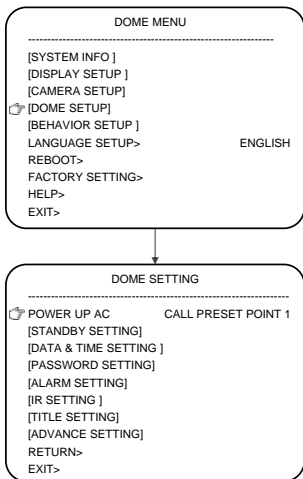 DOME MENU
[SYSTEM INFO ]
[DISPLAY SETUP ]
[CAMERA SETUP]
[DOME SETUP]
[BEHAVIOR SETUP ]
LANGUAGE SETUP> ENGLISH
REBOOT>
FACTORY SETTING>
HELP>
EXIT>
DOME SETTING
POWER UP AC CALL PRESET POINT 1
[STANDBY SETTING]
[DATA & TIME SETTING ]
[PASSWORD SETTING]
[ALARM SETTING]
[IR SETTING ]
[TITLE SETTING]
[ADVANCE SETTING]
RETURN>
EXIT>